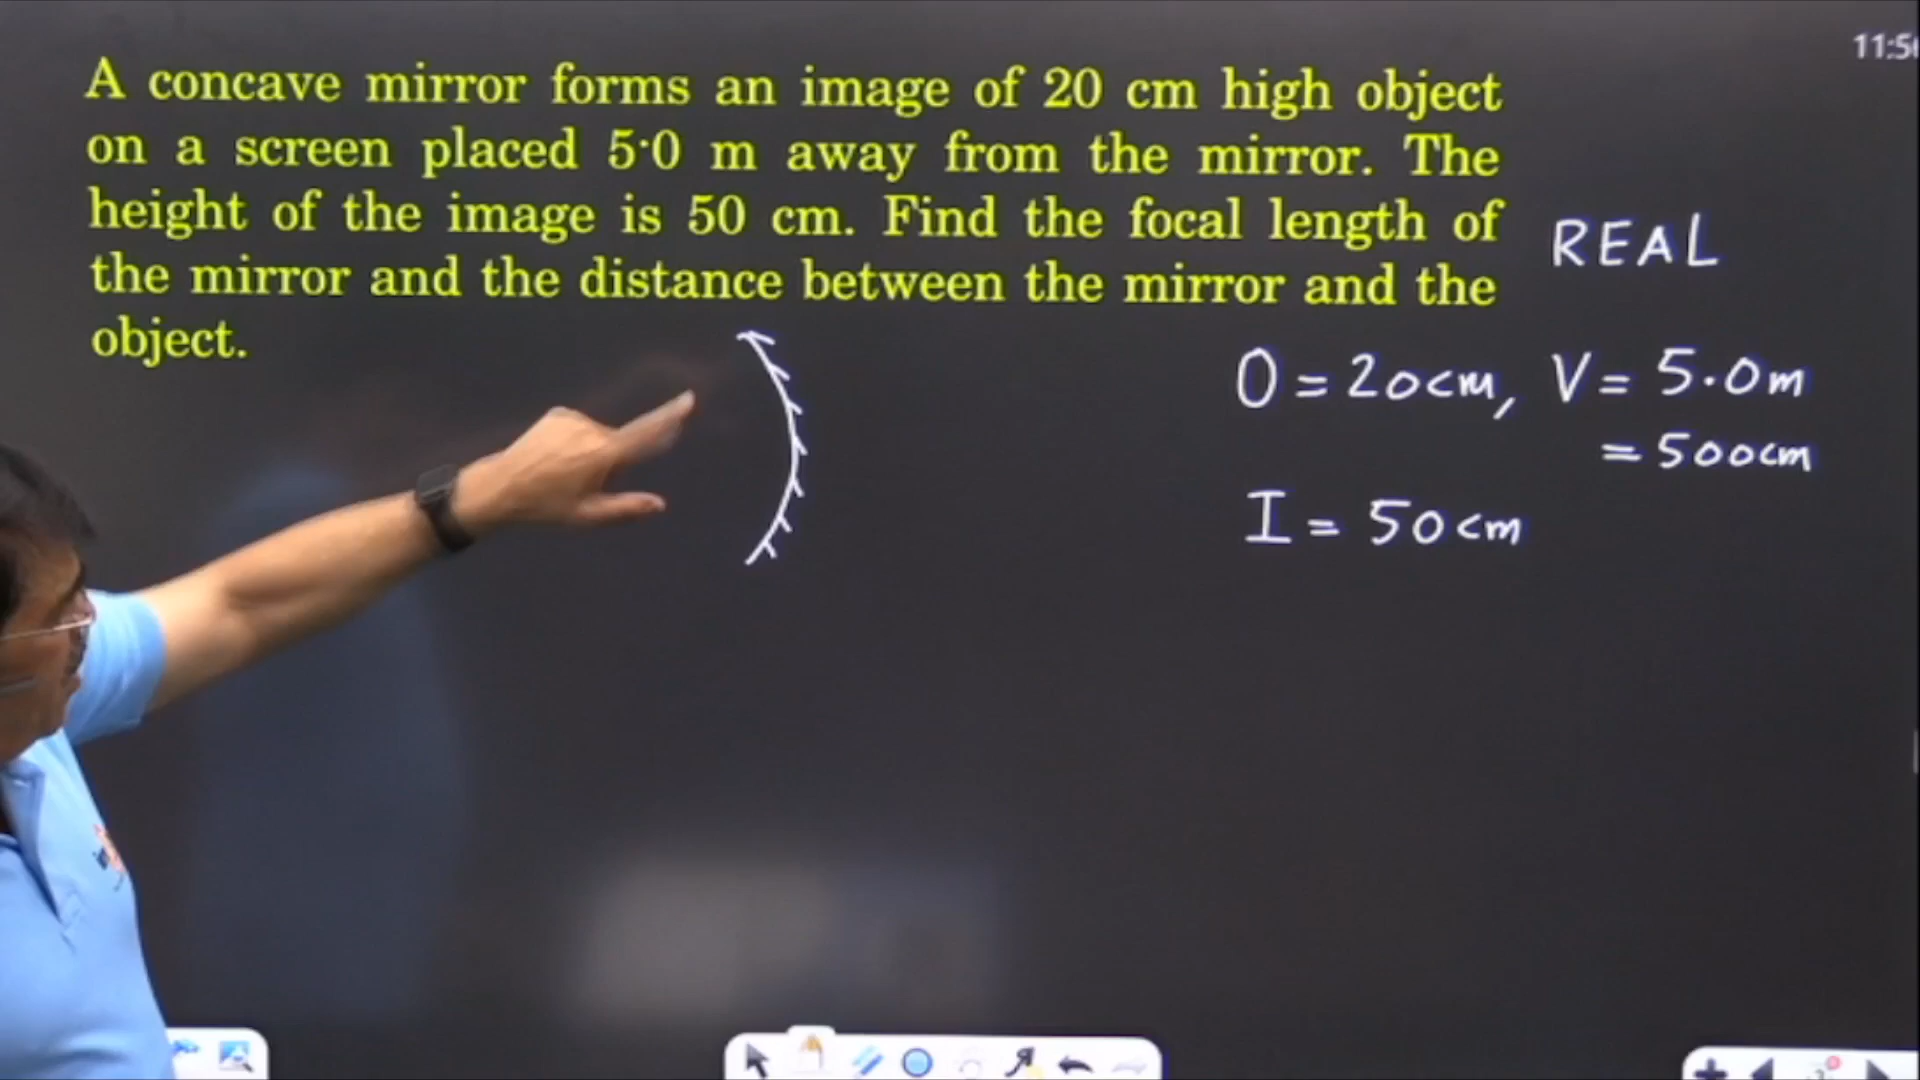 11:5
A concave mirror forms an image of 20 cm high object
on a screen placed 5·0 m away from the mirror. The
height of the image is 50 cm. Find the focal length of
the mirror and the distance between the mirror and the
object.
REAL
O = 20cm, V = 5.0m
= 500cm
I = 50cm